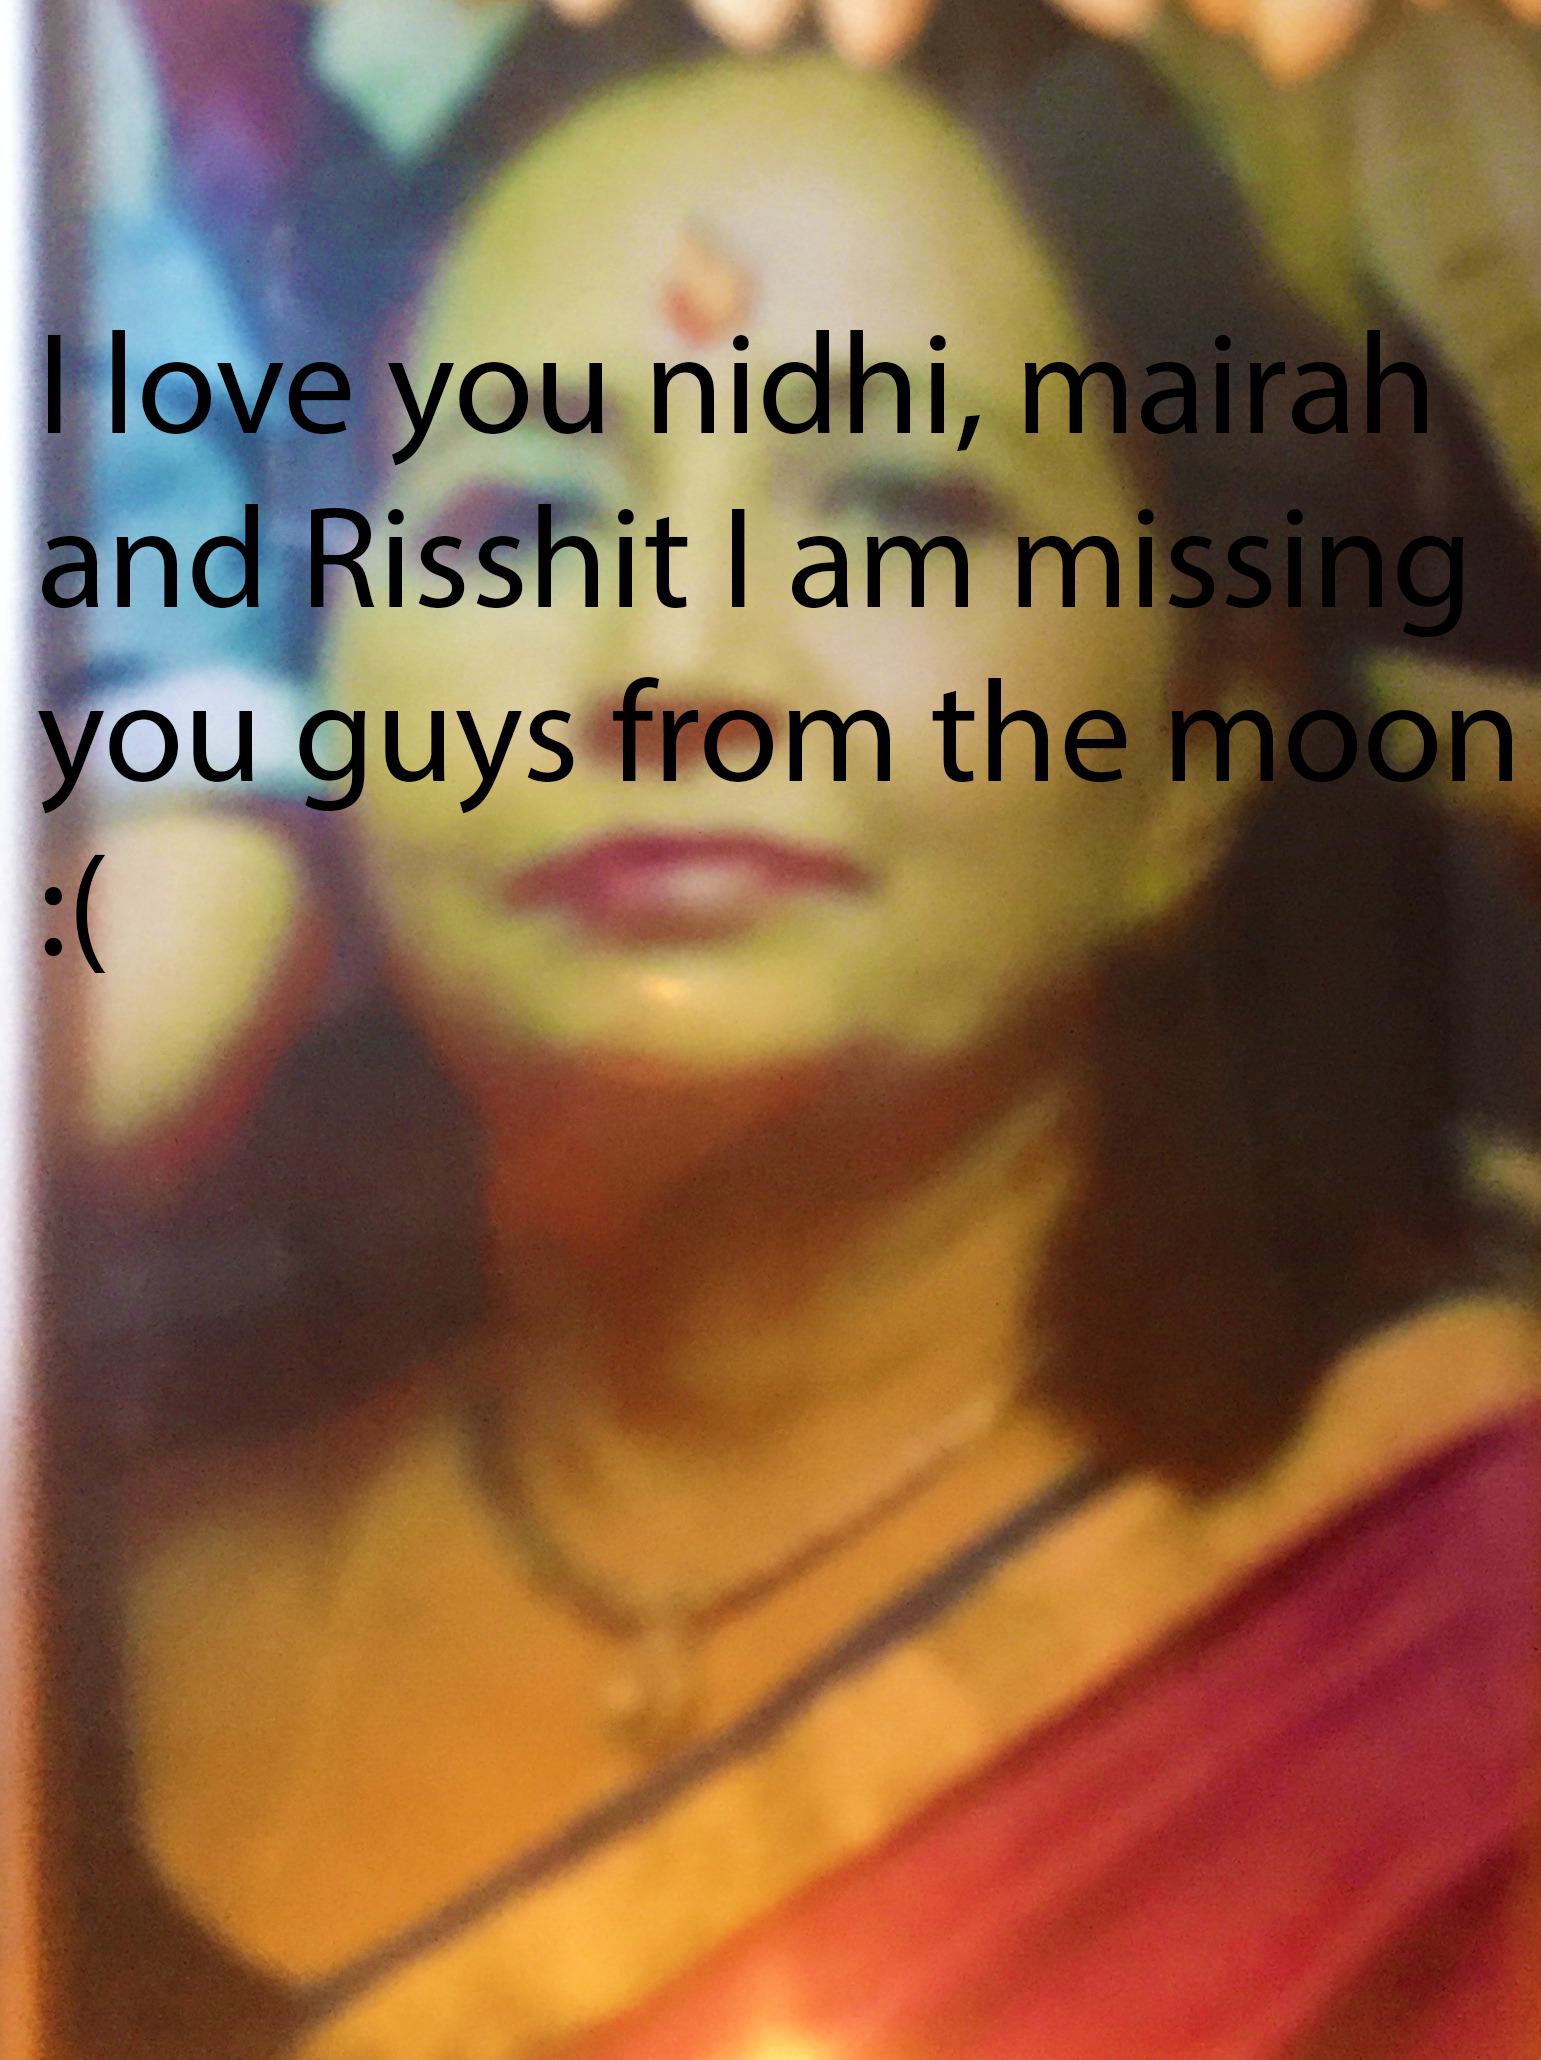 I love you nidhi, mairah
and Risshit I am missing
you guys from the moon
:(